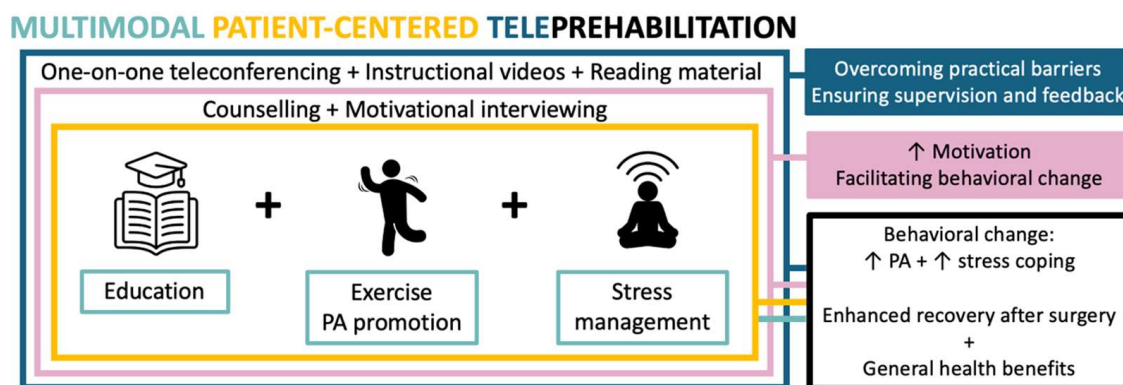 MULTIMODAL PATIENT-CENTERED TELEPREHABILITATION
One-on-one teleconferencing + Instructional videos + Reading material
Counselling + Motivational interviewing
+
+
Education
Exercise
PA promotion
Stress
management
Overcoming practical barriers
Ensuring supervision and feedback
↑ Motivation
Facilitating behavioral change
Behavioral change:
↑ PA + ↑ stress coping
Enhanced recovery after surgery
+
General health benefits